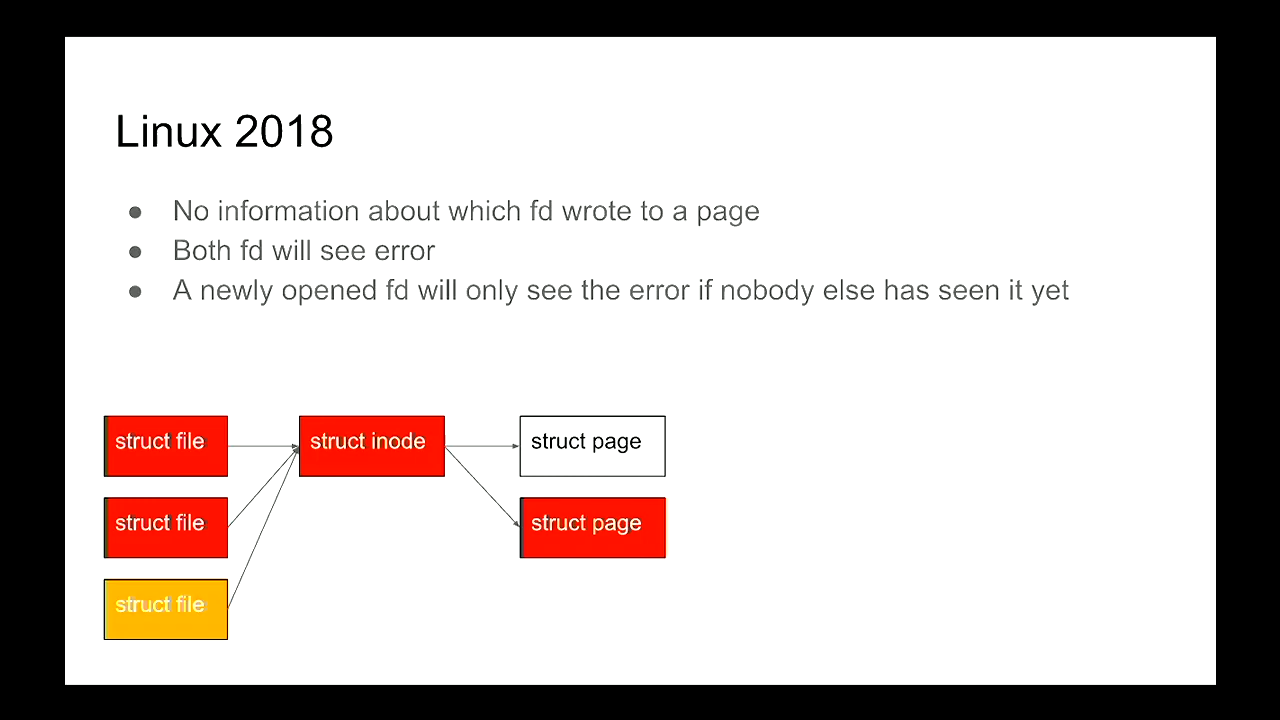 Linux 2018
● No information about which fd wrote to a page
● Both fd will see error
● A newly opened fd will only see the error if nobody else has seen it yet
struct file
struct inode
struct page
struct file
struct page
struct file